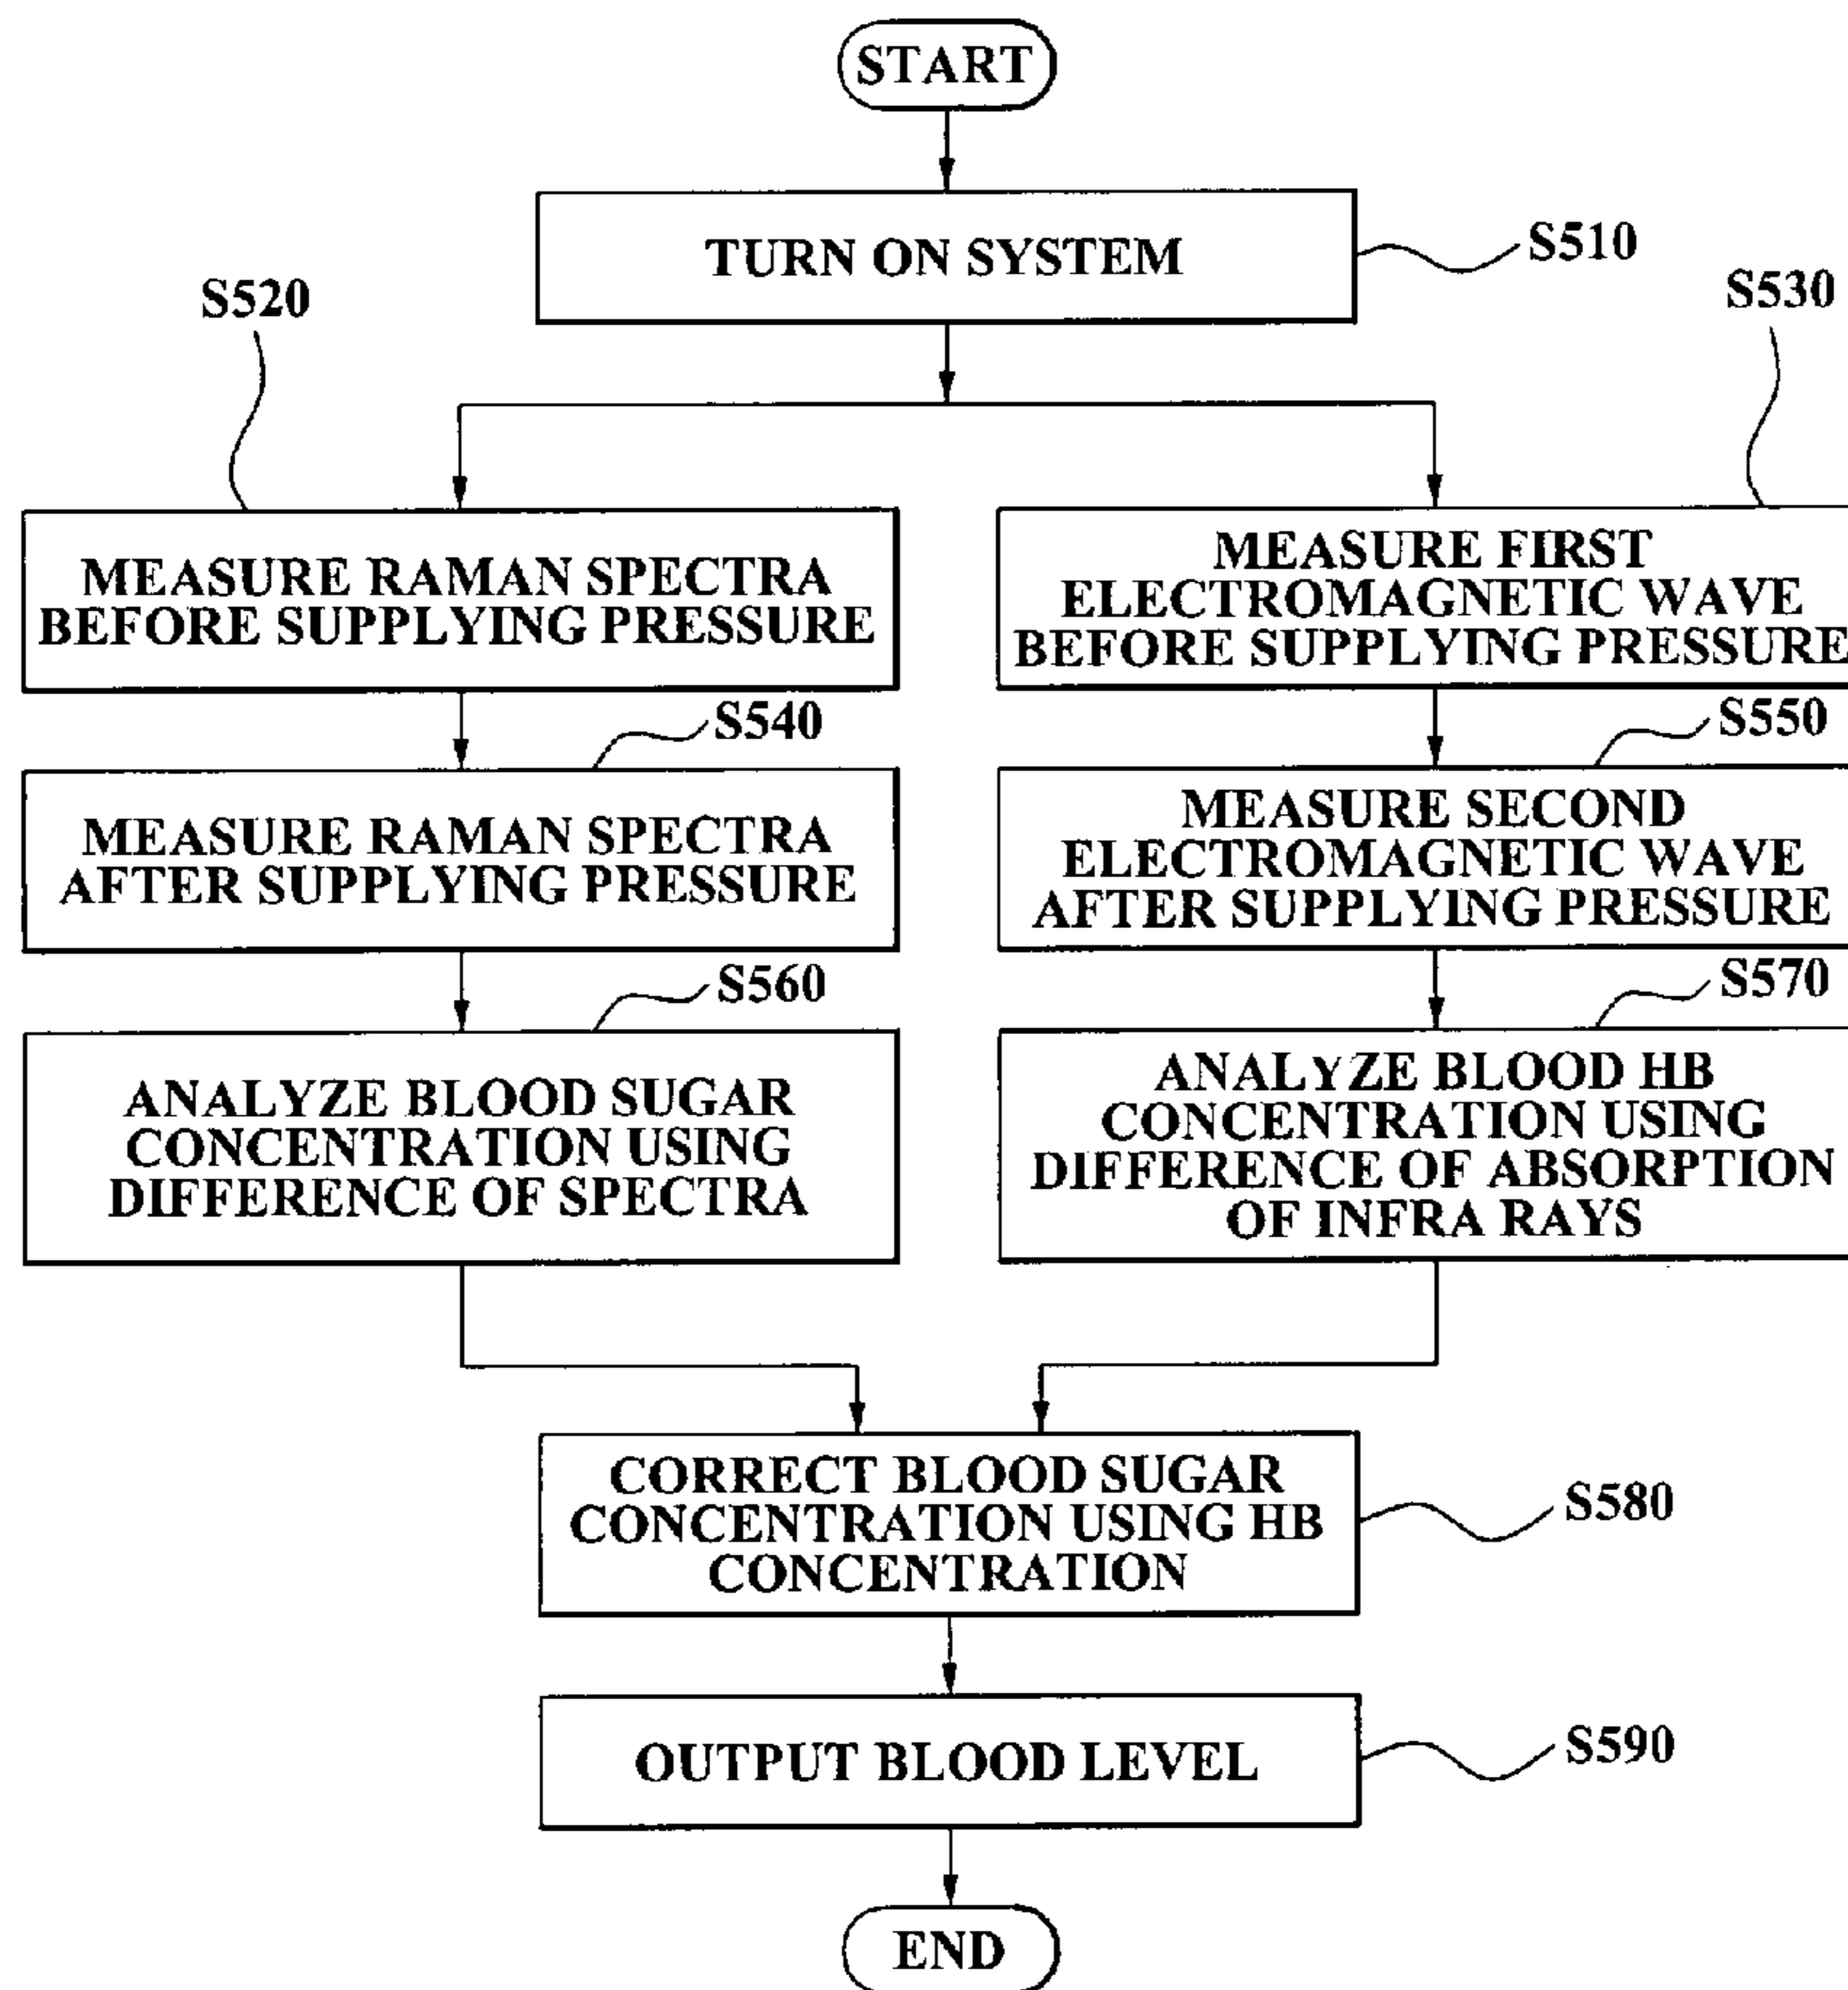 START
TURN ON SYSTEM
S510
S520
S530
MEASURE RAMAN SPECTRA
BEFORE SUPPLYING PRESSURE
MEASURE FIRST
ELECTROMAGNETIC WAVE
BEFORE SUPPLYING PRESSURE
S540
S550
MEASURE RAMAN SPECTRA
AFTER SUPPLYING PRESSURE
MEASURE SECOND
ELECTROMAGNETIC WAVE
AFTER SUPPLYING PRESSURE
S560
S570
ANALYZE BLOOD SUGAR
CONCENTRATION USING
DIFFERENCE OF SPECTRA
ANALYZE BLOOD HB
CONCENTRATION USING
DIFFERENCE OF ABSORPTION
OF INFRA RAYS
CORRECT BLOOD SUGAR
CONCENTRATION USING HB
CONCENTRATION
S580
OUTPUT BLOOD LEVEL
S590
END